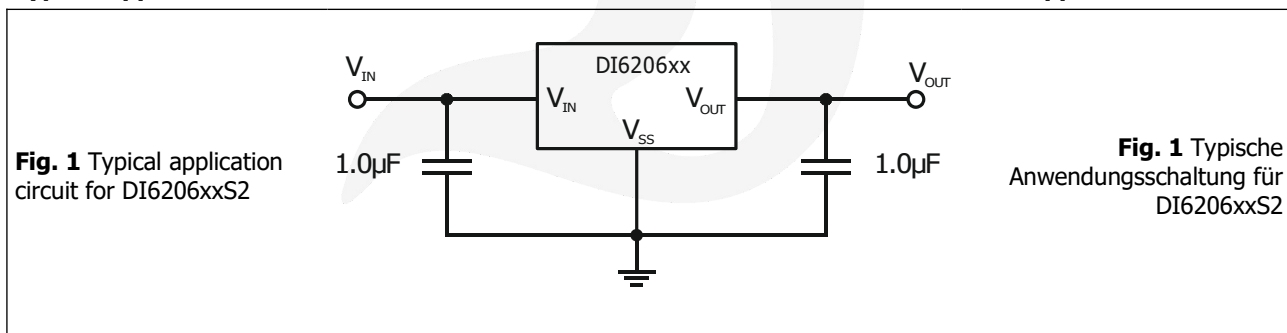 DI6206xx
V_IN
V_OUT
V_IN
V_OUT
V_SS
Fig. 1 Typical application
circuit for DI6206xxS2
1.0µF
1.0µF
Fig. 1 Typische
Anwendungsschaltung für
DI6206xxS2